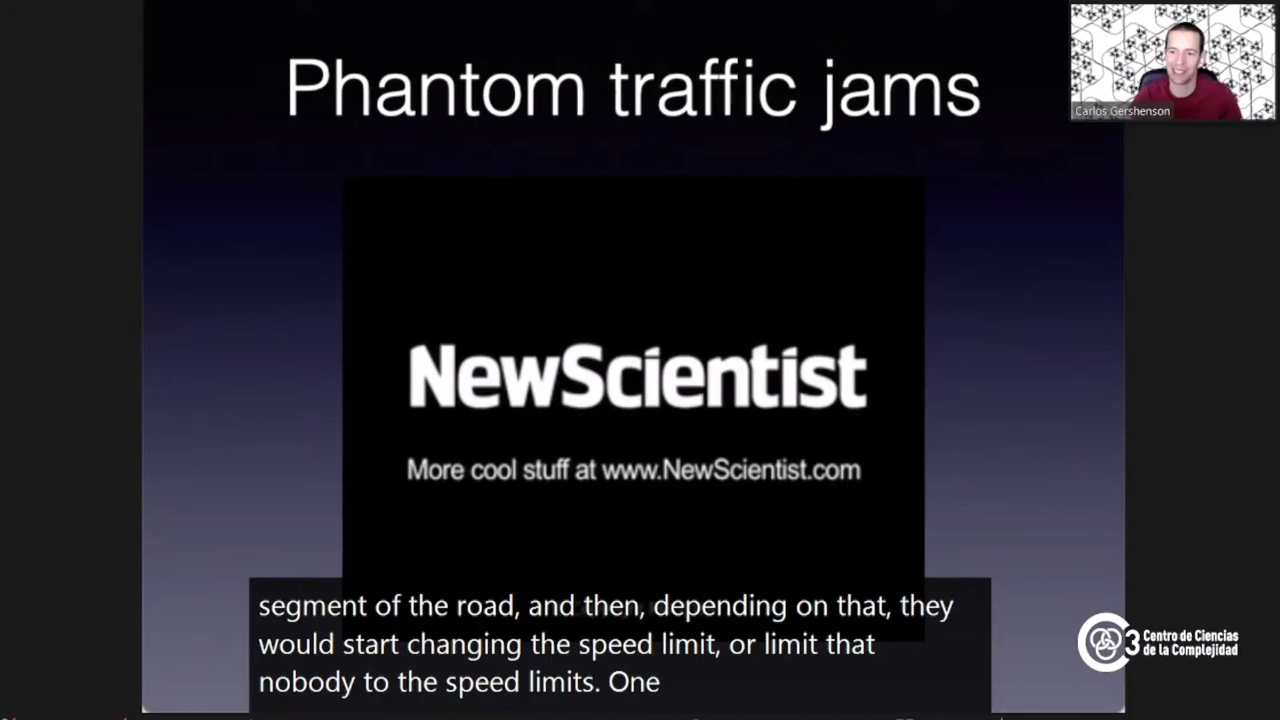 Phantom traffic jams
Carlos Gershenson
NewScientist
More cool stuff at www.NewScientist.com
segment of the road, and then, depending on that, they
would start changing the speed limit, or limit that
nobody to the speed limits. One
C3 Centro de Ciencias
de la Complejidad